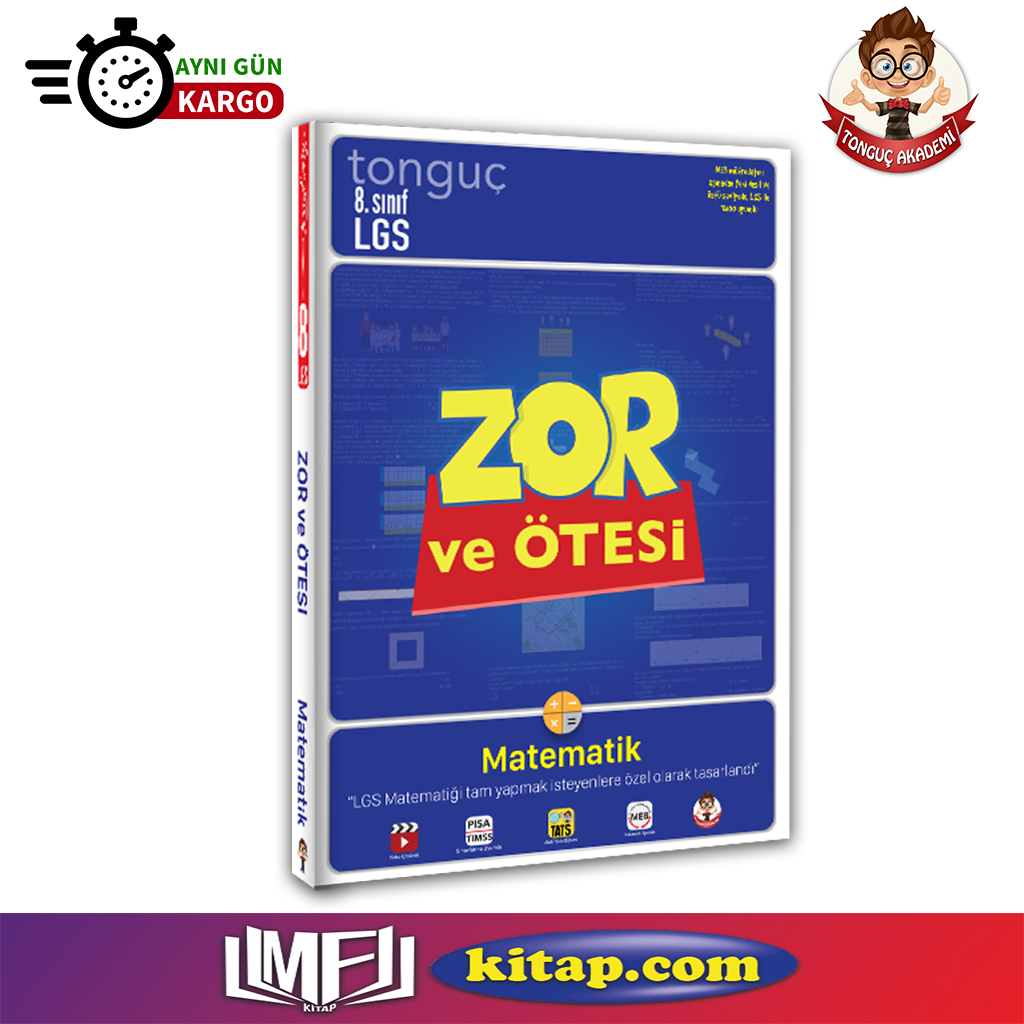 AYNI GÜN
KARGO
TONGUÇ AKADEMİ
tonguç
8. sınıf
LGS
ZOR
ve ÖTESİ
ZOR ve ÖTESİ
Matematik
Matematik
"LGS Matematiği tam yapmak isteyenlere özel olarak tasarlandı"
PISA
TIMSS
TATS
MEB
MF
KİTAP
kitap.com